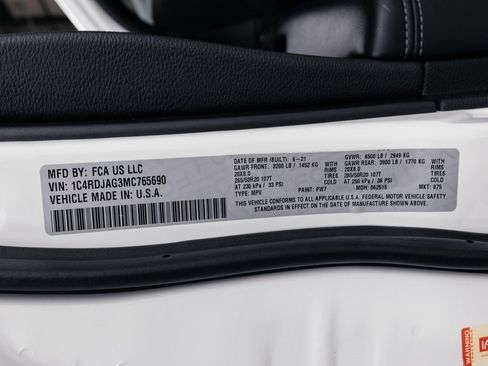 MFD BY: FCA US LLC
VIN: 1C4RDJAG3MC765690
VEHICLE MADE IN: U.S.A.
DATE OF MFR (BUILT): 6-21
GAWR FRONT: 3200 LB / 1452 KG WITH
20X8.0 RIMS
265/50R20 107T TIRES
AT 230 kPa / 33 PSI
TYPE: MPV PAINT: PW7
GVWR: 6500 LB / 2949 KG
GAWR REAR: 3900 LB / 1770 KG WITH
20X8.0 RIMS
265/50R20 107T TIRES
AT 250 kPa / 36 PSI
MDH: 062515 MKT: 875
THIS VEHICLE CONFORMS TO ALL APPLICABLE U.S.A. FEDERAL MOTOR VEHICLE SAFETY
STANDARDS IN EFFECT ON THE DATE OF MANUFACTURE SHOWN ABOVE.
WARNING